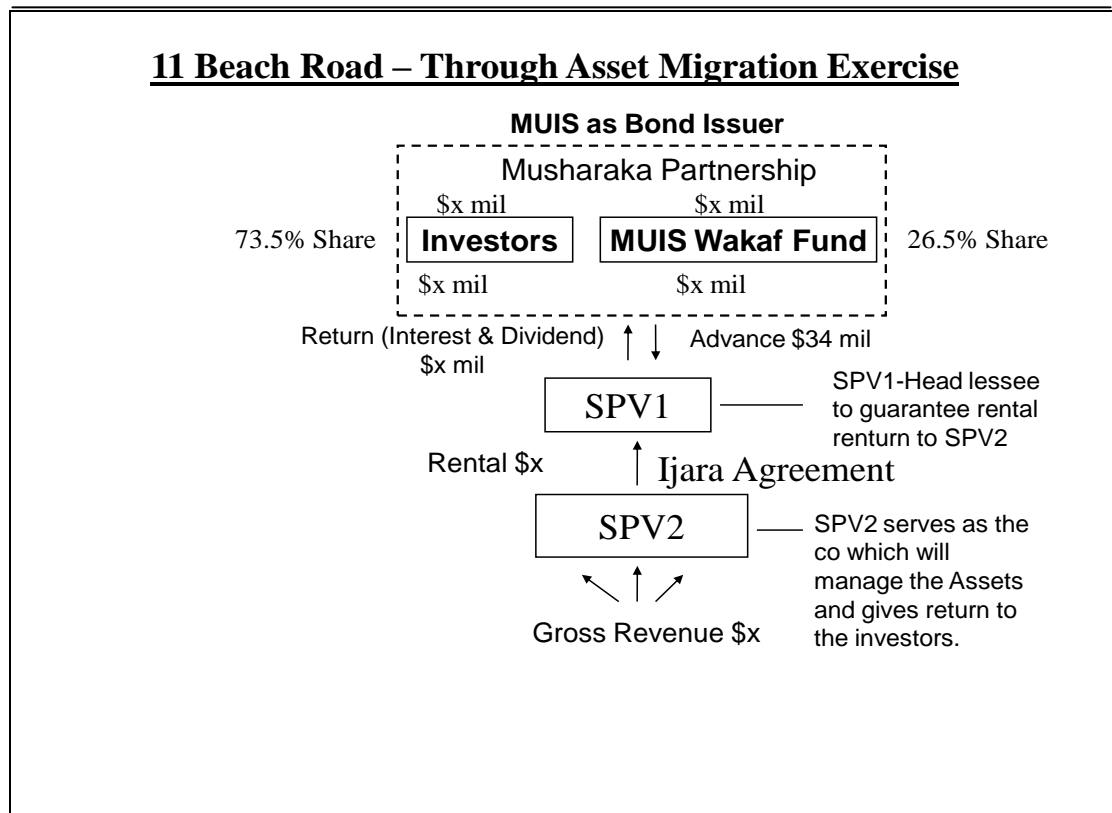 11 Beach Road – Through Asset Migration Exercise
MUIS as Bond Issuer
Musharaka Partnership
$x mil
$x mil
73.5% Share
Investors
MUIS Wakaf Fund
26.5% Share
$x mil
$x mil
Return (Interest & Dividend)
$x mil
Advance $34 mil
SPV1
SPV1-Head lessee
to guarantee rental
renturn to SPV2
Rental $x
Ijara Agreement
SPV2
SPV2 serves as the
co which will
manage the Assets
and gives return to
the investors.
Gross Revenue $x